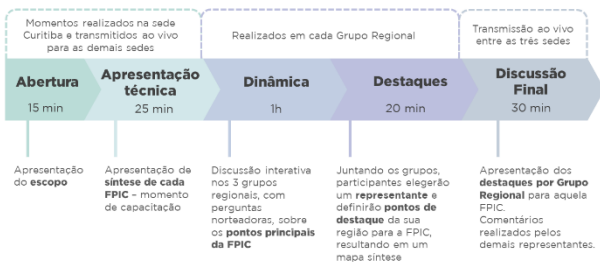 Momentos realizados na sede
Curitiba e transmitidos ao vivo
para as demais sedes
Realizados em cada Grupo Regional
Transmissão ao vivo
entre as três sedes
Abertura
15 min
Apresentação
técnica
25 min
Dinâmica
1h
Destaques
20 min
Discussão
Final
30 min
Apresentação
do escopo
Apresentação de
síntese de cada
FPIC – momento
de capacitação
Discussão interativa
nos 3 grupos
regionais, com
perguntas
norteadoras, sobre
os pontos principais
da FPIC
Juntando os grupos,
participantes elegerão
um representante e
definirão pontos de
destaque da sua
região para a FPIC,
resultando em um
mapa síntese
Apresentação dos
destaques por Grupo
Regional para aquela
FPIC.
Comentários
realizados pelos
demais representantes.